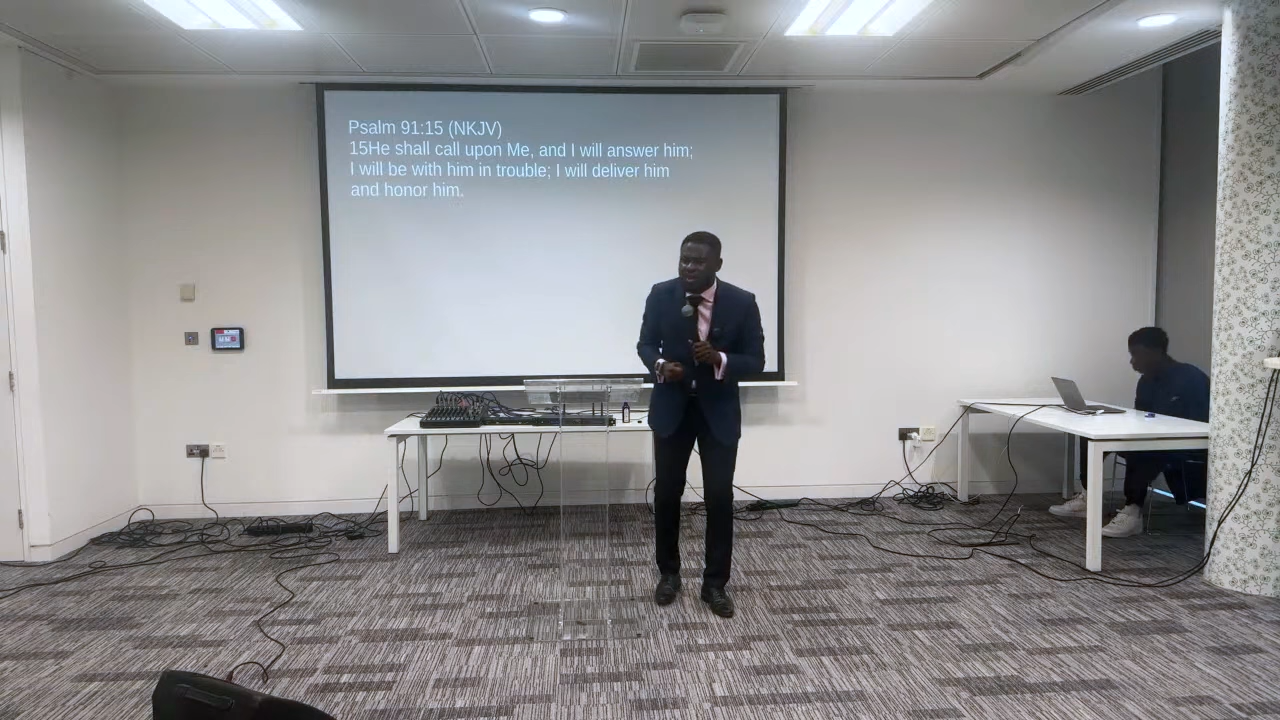 Psalm 91:15 (NKJV)
15He shall call upon Me, and I will answer him;
I will be with him in trouble; I will deliver him
and honor him.